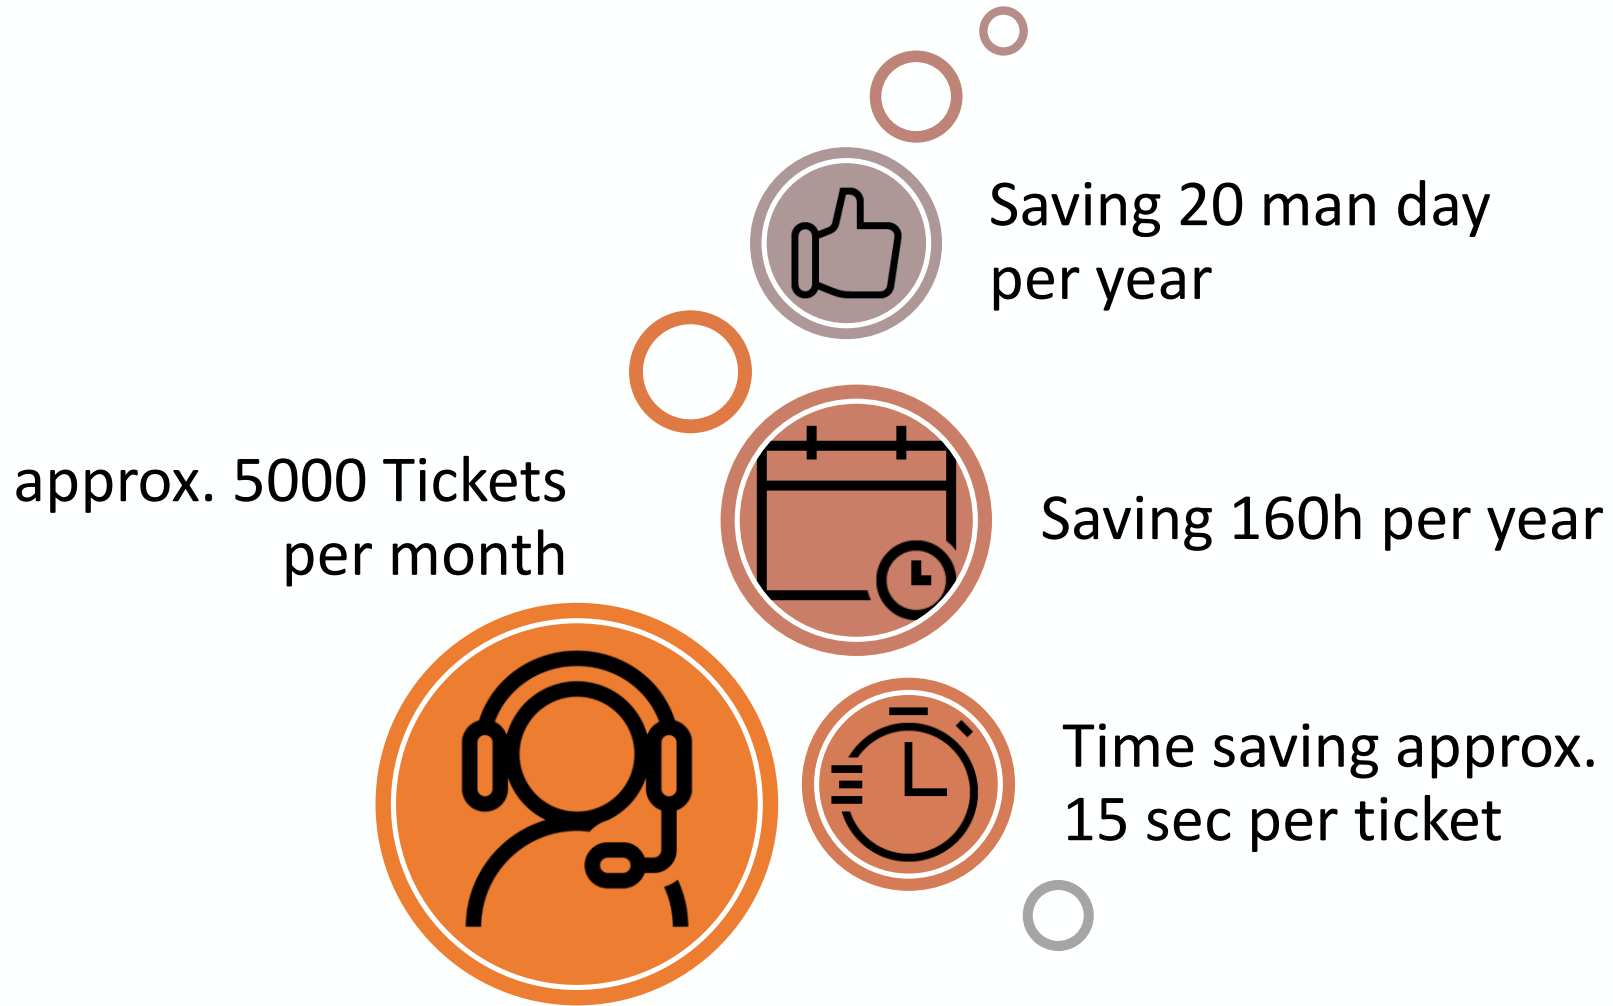 Saving 20 man day
per year
approx. 5000 Tickets
per month
Saving 160h per year
Time saving approx.
15 sec per ticket